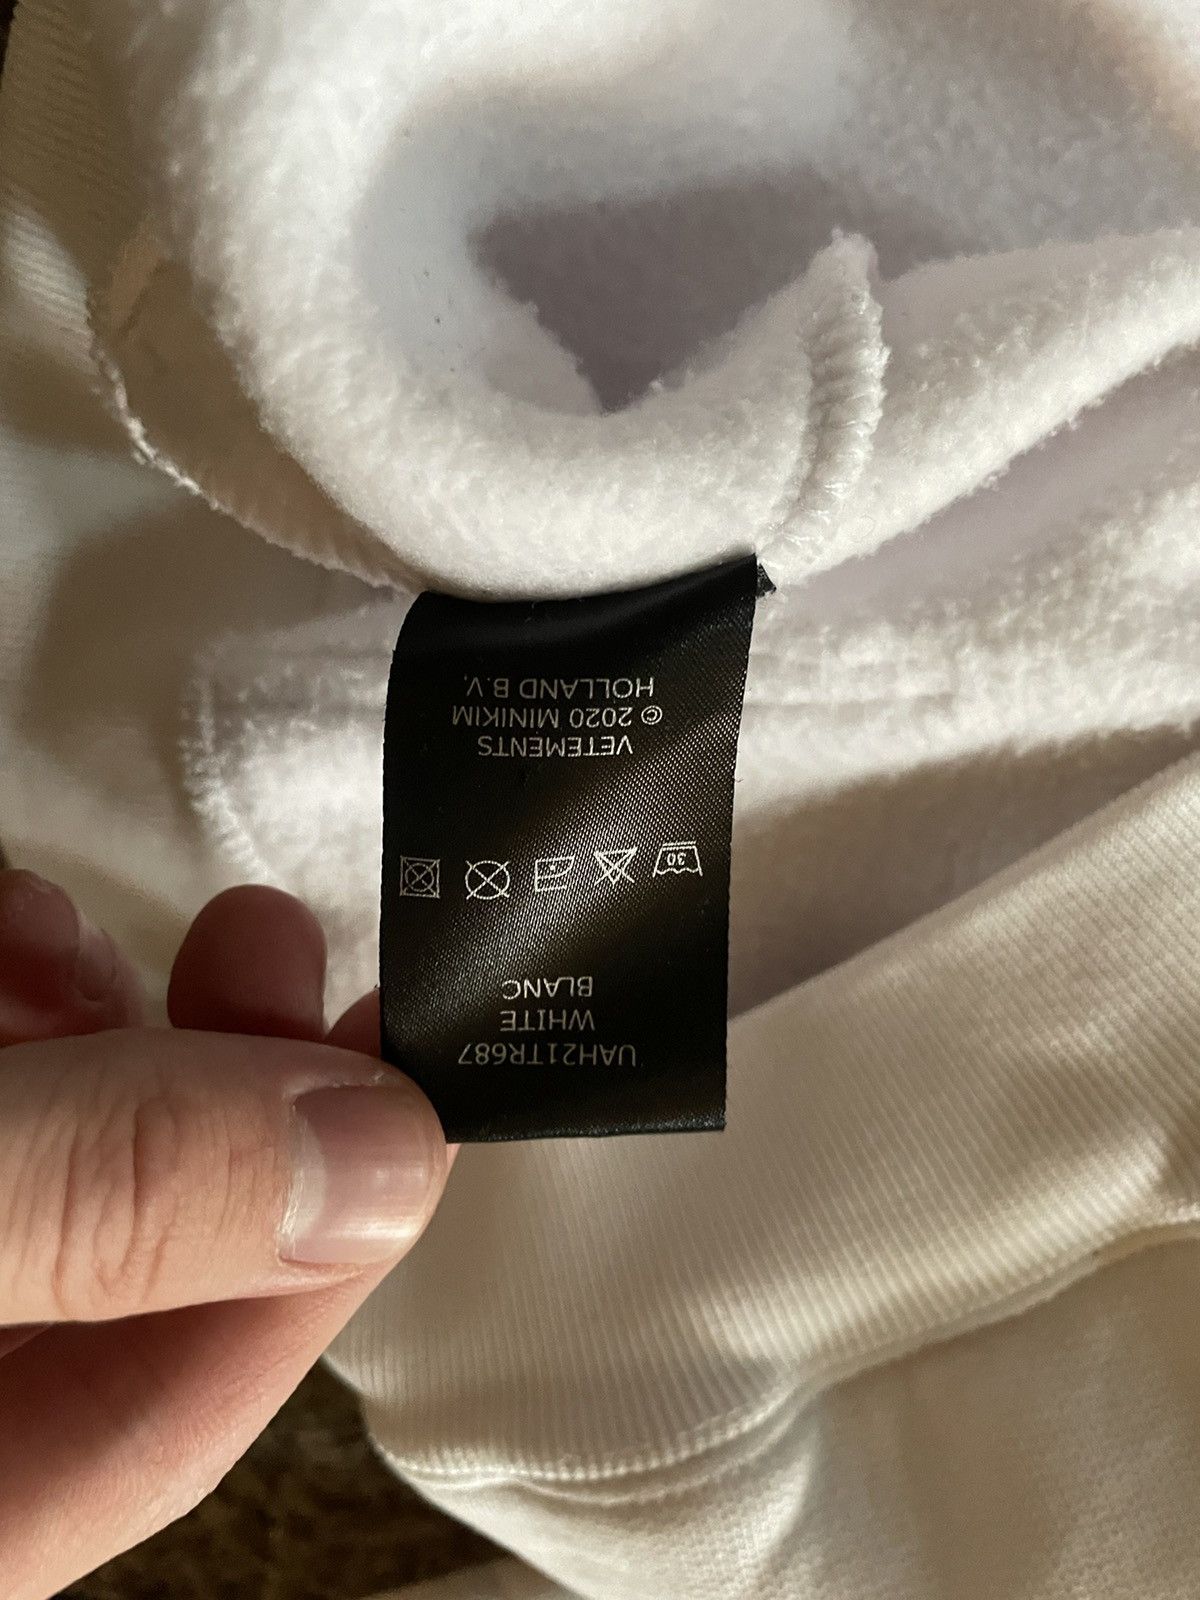 UAH21TR687
WHITE
BLANC
30
VETEMENTS
© 2020 MINIKIM
HOLLAND B.V.